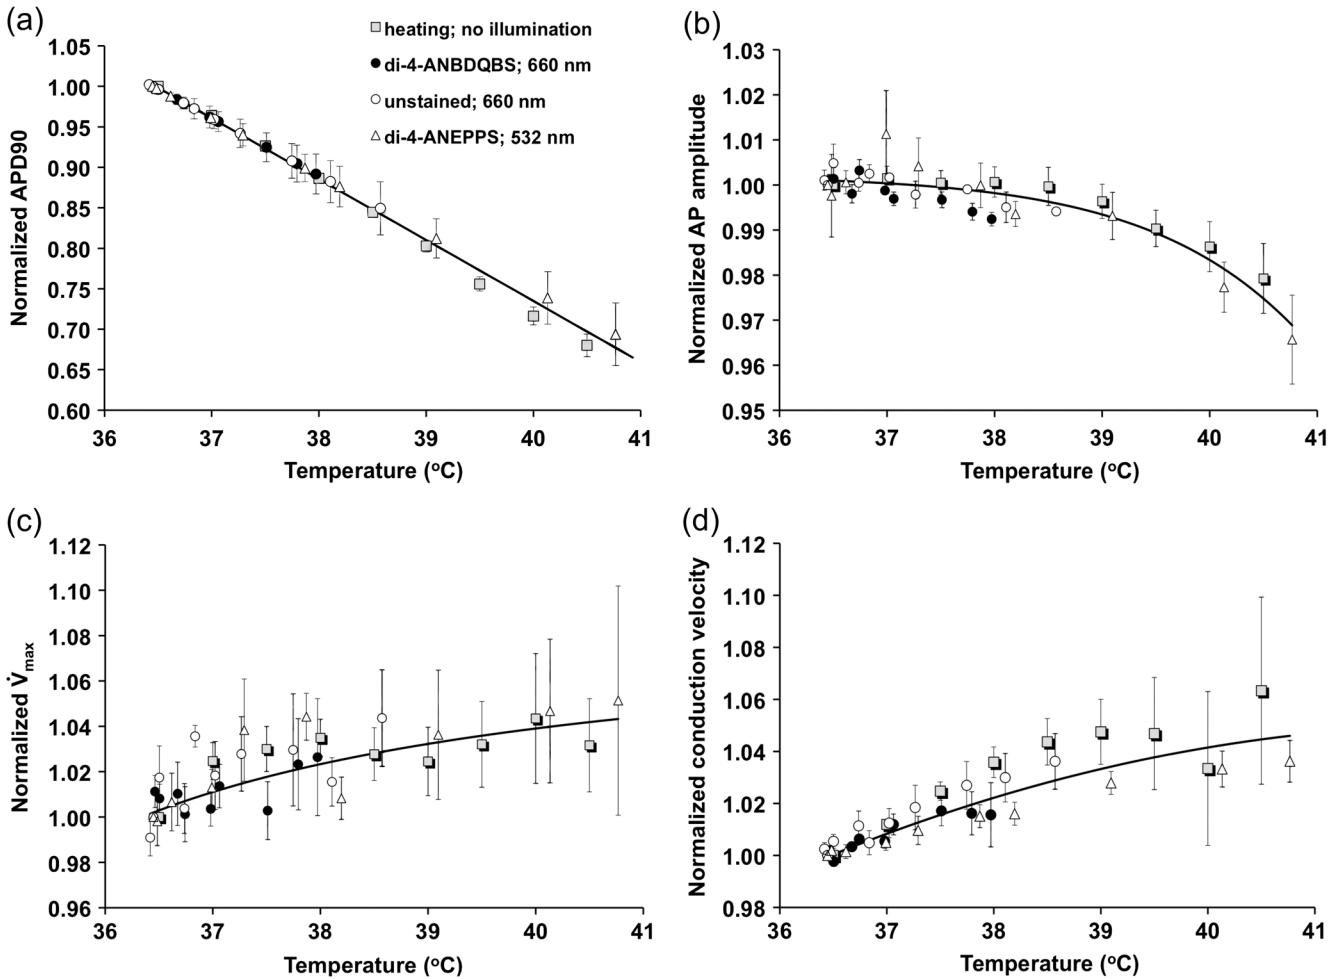 (a)
heating; no illumination
di-4-ANBDQBS; 660 nm
unstained; 660 nm
di-4-ANEPPS; 532 nm
Normalized APD90
1.05
1.00
0.95
0.90
0.85
0.80
0.75
0.70
0.65
0.60
36 37 38 39 40 41
Temperature (ºC)
(b)
Normalized AP amplitude
1.03
1.02
1.01
1.00
0.99
0.98
0.97
0.96
0.95
36 37 38 39 40 41
Temperature (ºC)
(c)
Normalized V̇max
1.12
1.10
1.08
1.06
1.04
1.02
1.00
0.98
0.96
36 37 38 39 40 41
Temperature (ºC)
(d)
Normalized conduction velocity
1.12
1.10
1.08
1.06
1.04
1.02
1.00
0.98
36 37 38 39 40 41
Temperature (ºC)